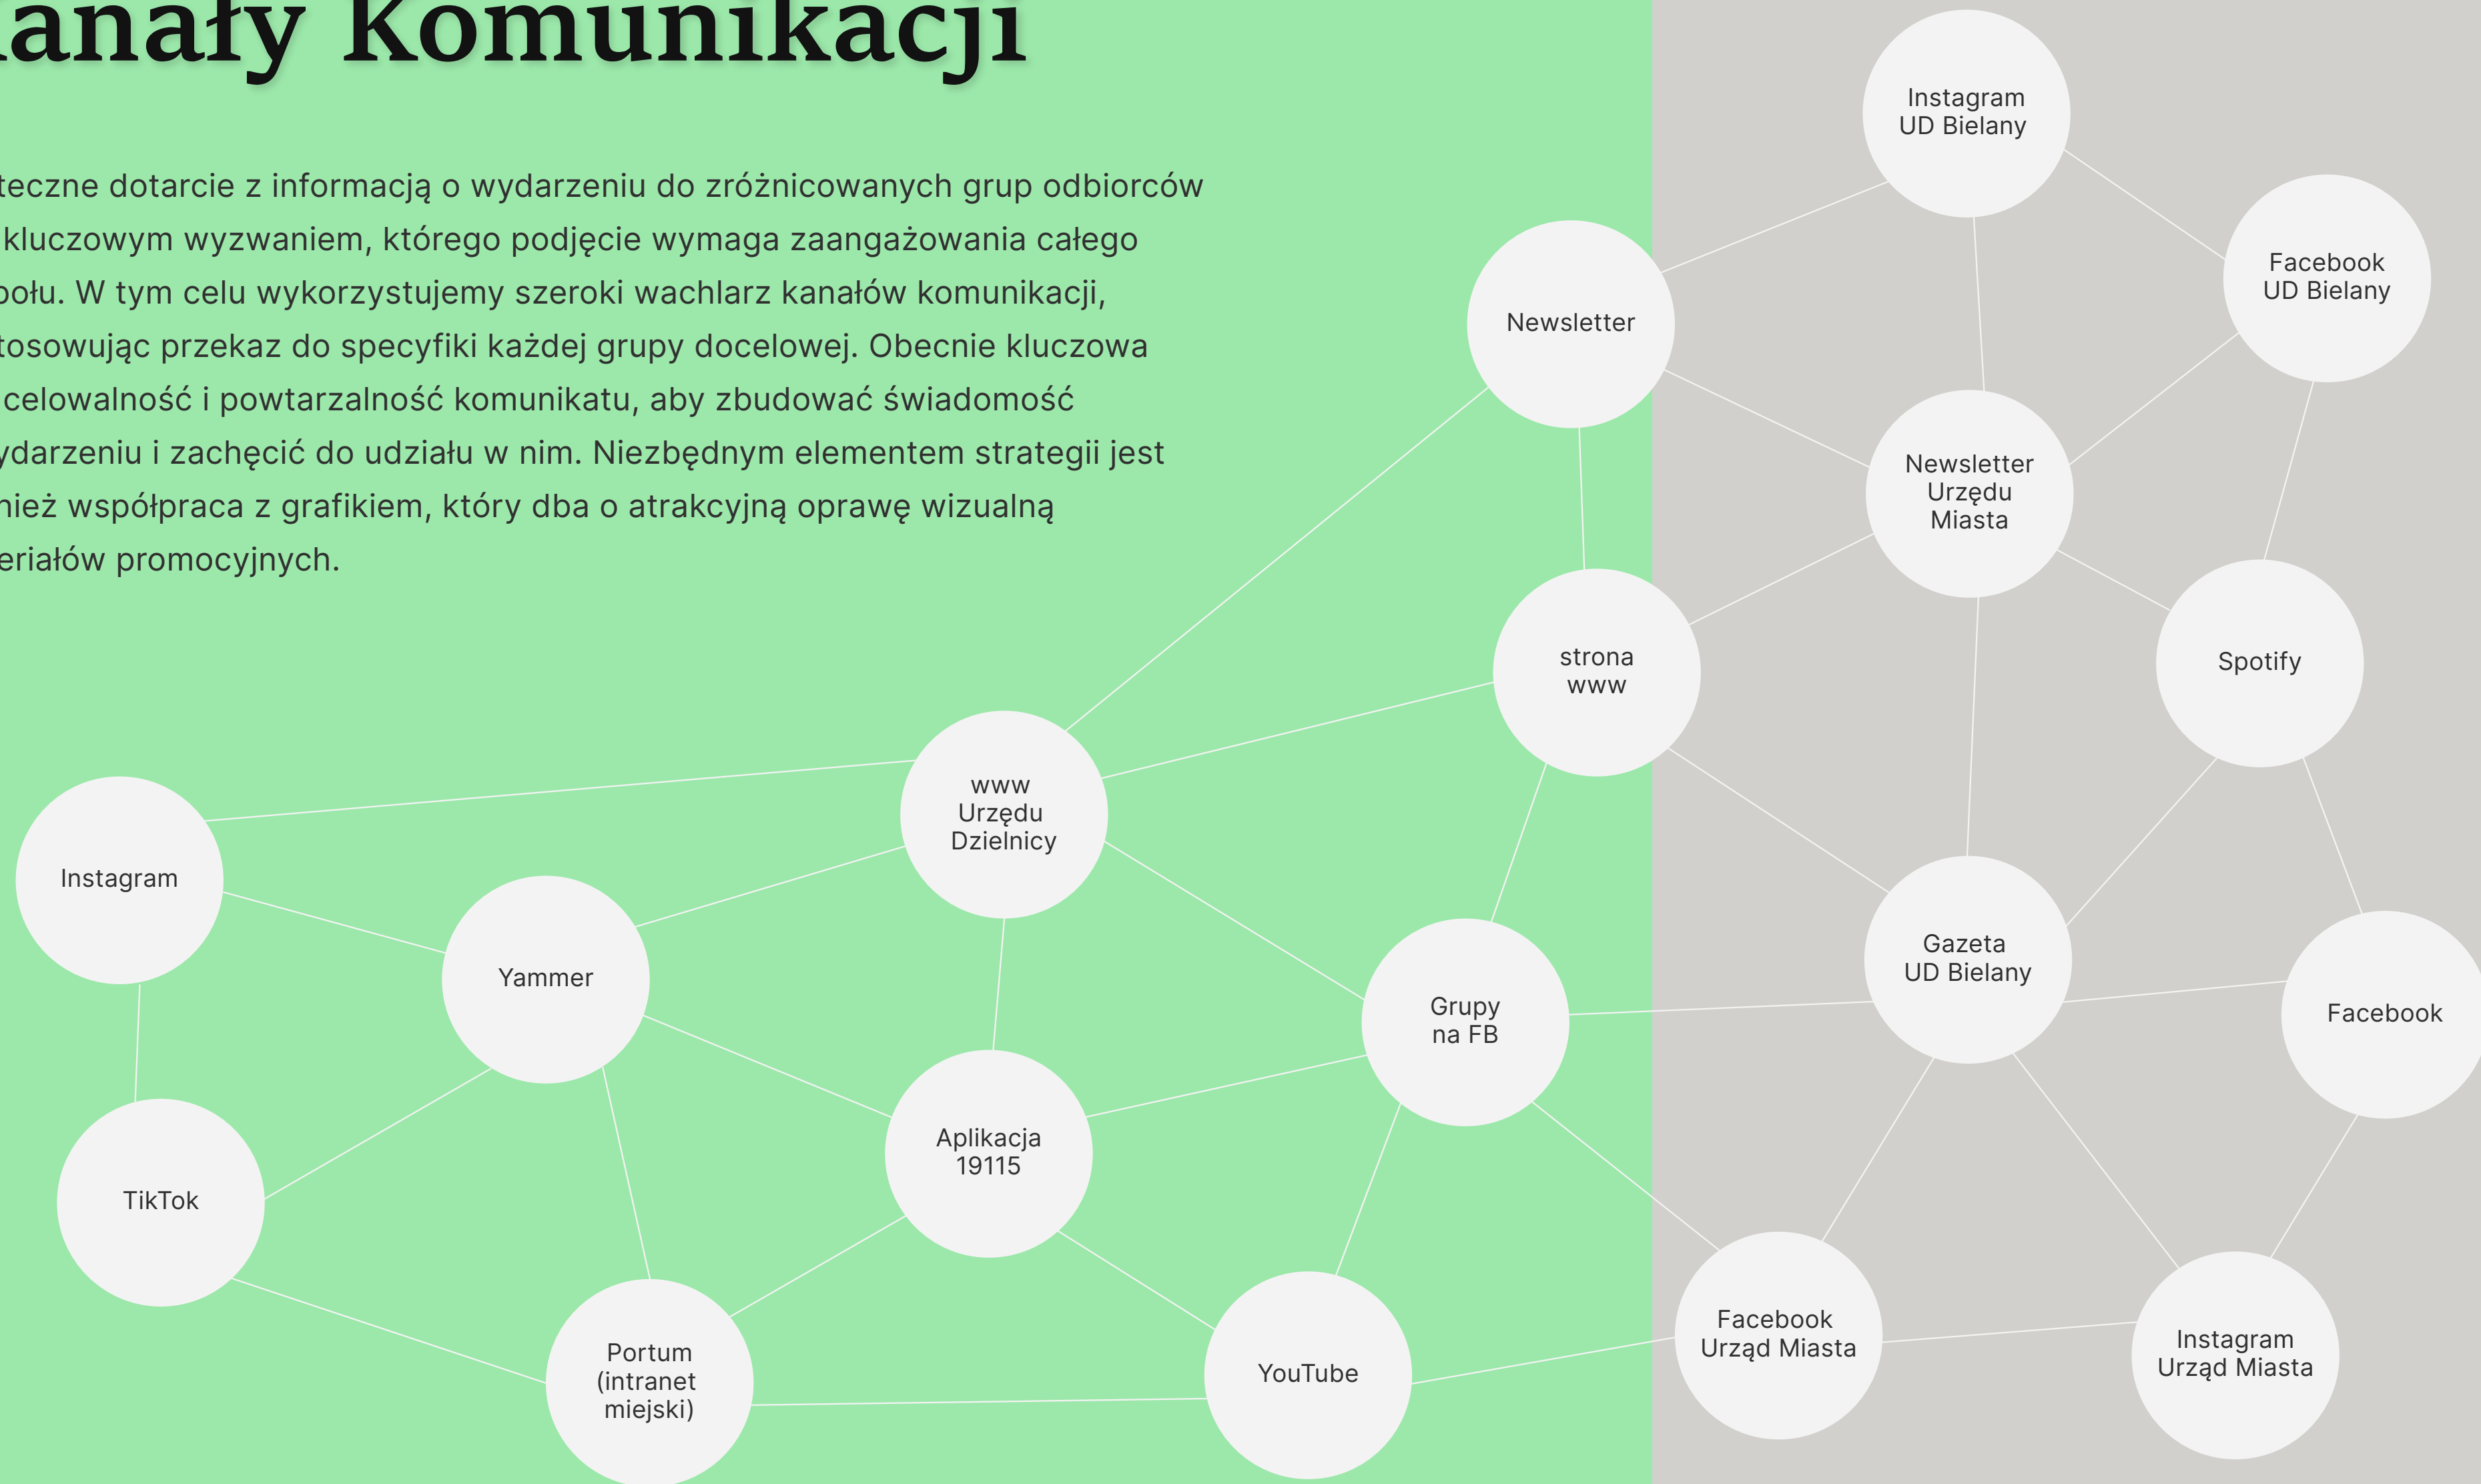 anały Komunikacji
teczne dotarcie z informacją o wydarzeniu do zróżnicowanych grup odbiorców
kluczowym wyzwaniem, którego podjęcie wymaga zaangażowania całego
połu. W tym celu wykorzystujemy szeroki wachlarz kanałów komunikacji,
tosowując przekaz do specyfiki każdej grupy docelowej. Obecnie kluczowa
celowalność i powtarzalność komunikatu, aby zbudować świadomość
ydarzeniu i zachęcić do udziału w nim. Niezbędnym elementem strategii jest
nież współpraca z grafikiem, który dba o atrakcyjną oprawę wizualną
eriałów promocyjnych.
Instagram
UD Bielany
Facebook
UD Bielany
Newsletter
Newsletter
Urzędu
Miasta
strona
www
Spotify
www
Urzędu
Dzielnicy
Instagram
Yammer
Gazeta
UD Bielany
Grupy
na FB
Facebook
Aplikacja
19115
TikTok
Portum
(intranet
miejski)
YouTube
Facebook
Urząd Miasta
Instagram
Urząd Miasta